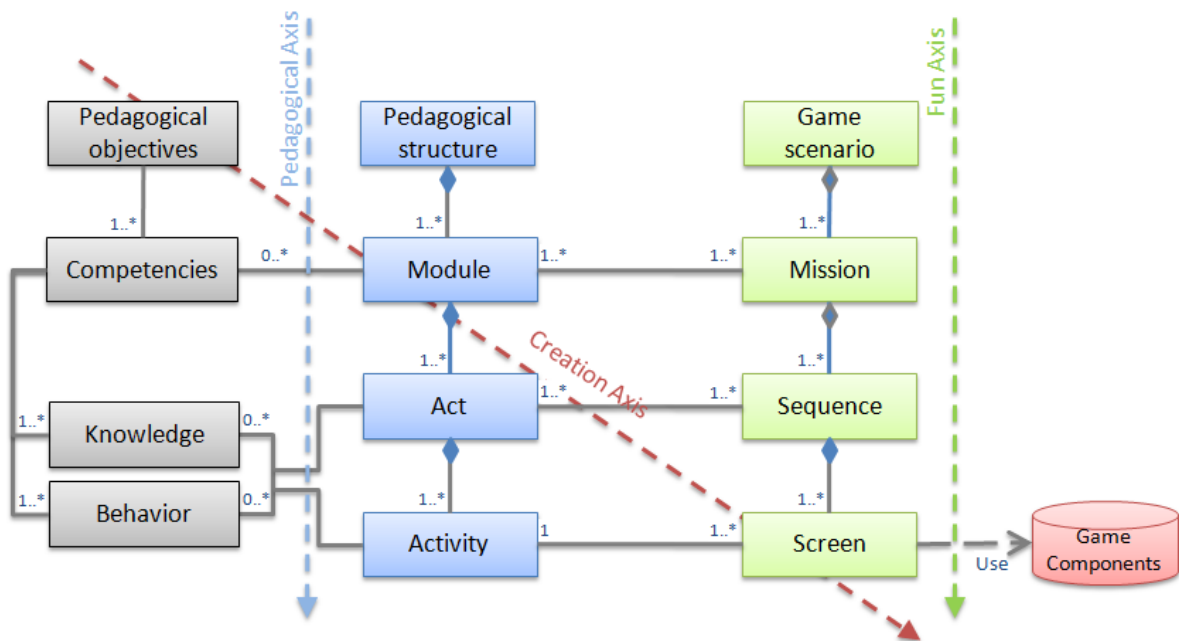 Pedagogical Axis
Fun Axis
Pedagogical
objectives
Pedagogical
structure
Game
scenario
1..*
1..*
1..*
Competencies
0..*
Module
1..*
1..*
Mission
Creation Axis
1..*
1..*
1..*
Knowledge
0..*
Act
1..*
1..*
Sequence
1..*
Behavior
0..*
1..*
1..*
Activity
1
1..*
Screen
Use
Game
Components